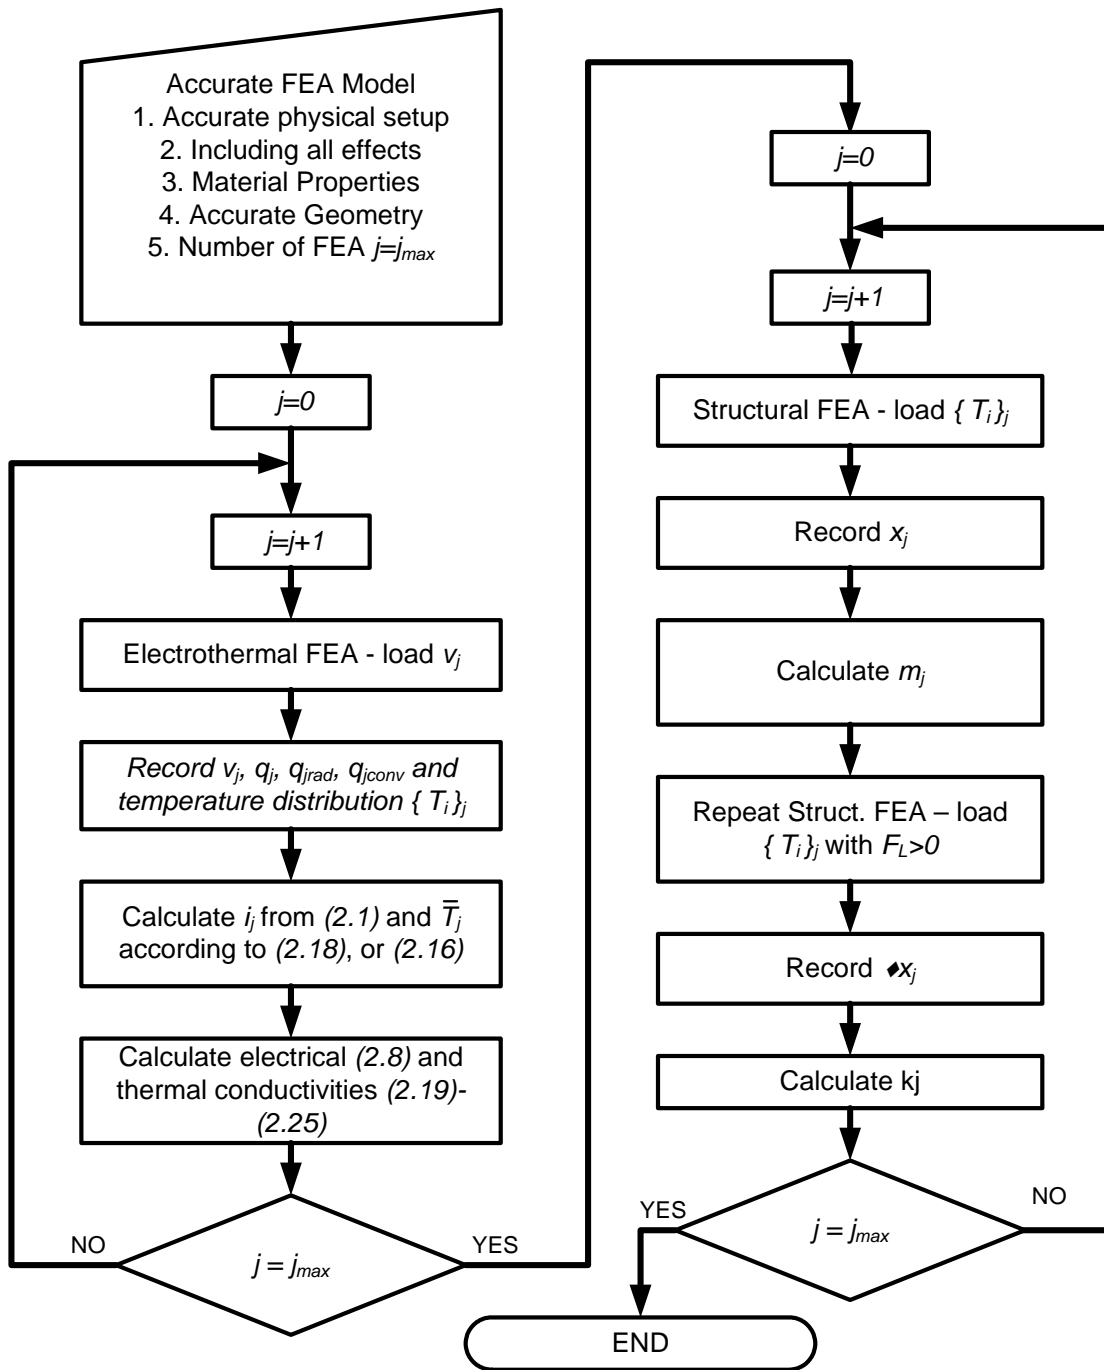 Accurate FEA Model
1. Accurate physical setup
2. Including all effects
3. Material Properties
4. Accurate Geometry
5. Number of FEA j=jmax
j=0
j=j+1
Electrothermal FEA - load vj
Record vj, qj, qjrad, qjconv and
temperature distribution { Ti}j
Calculate ij from (2.1) and T̿j
according to (2.18), or (2.16)
Calculate electrical (2.8) and
thermal conductivities (2.19)-
(2.25)
NO
j = jmax
YES
j=0
j=j+1
Structural FEA - load { Ti}j
Record xj
Calculate mj
Repeat Struct. FEA – load
{ Ti}j with FL>0
Record ♦xj
Calculate kj
YES
j = jmax
NO
END